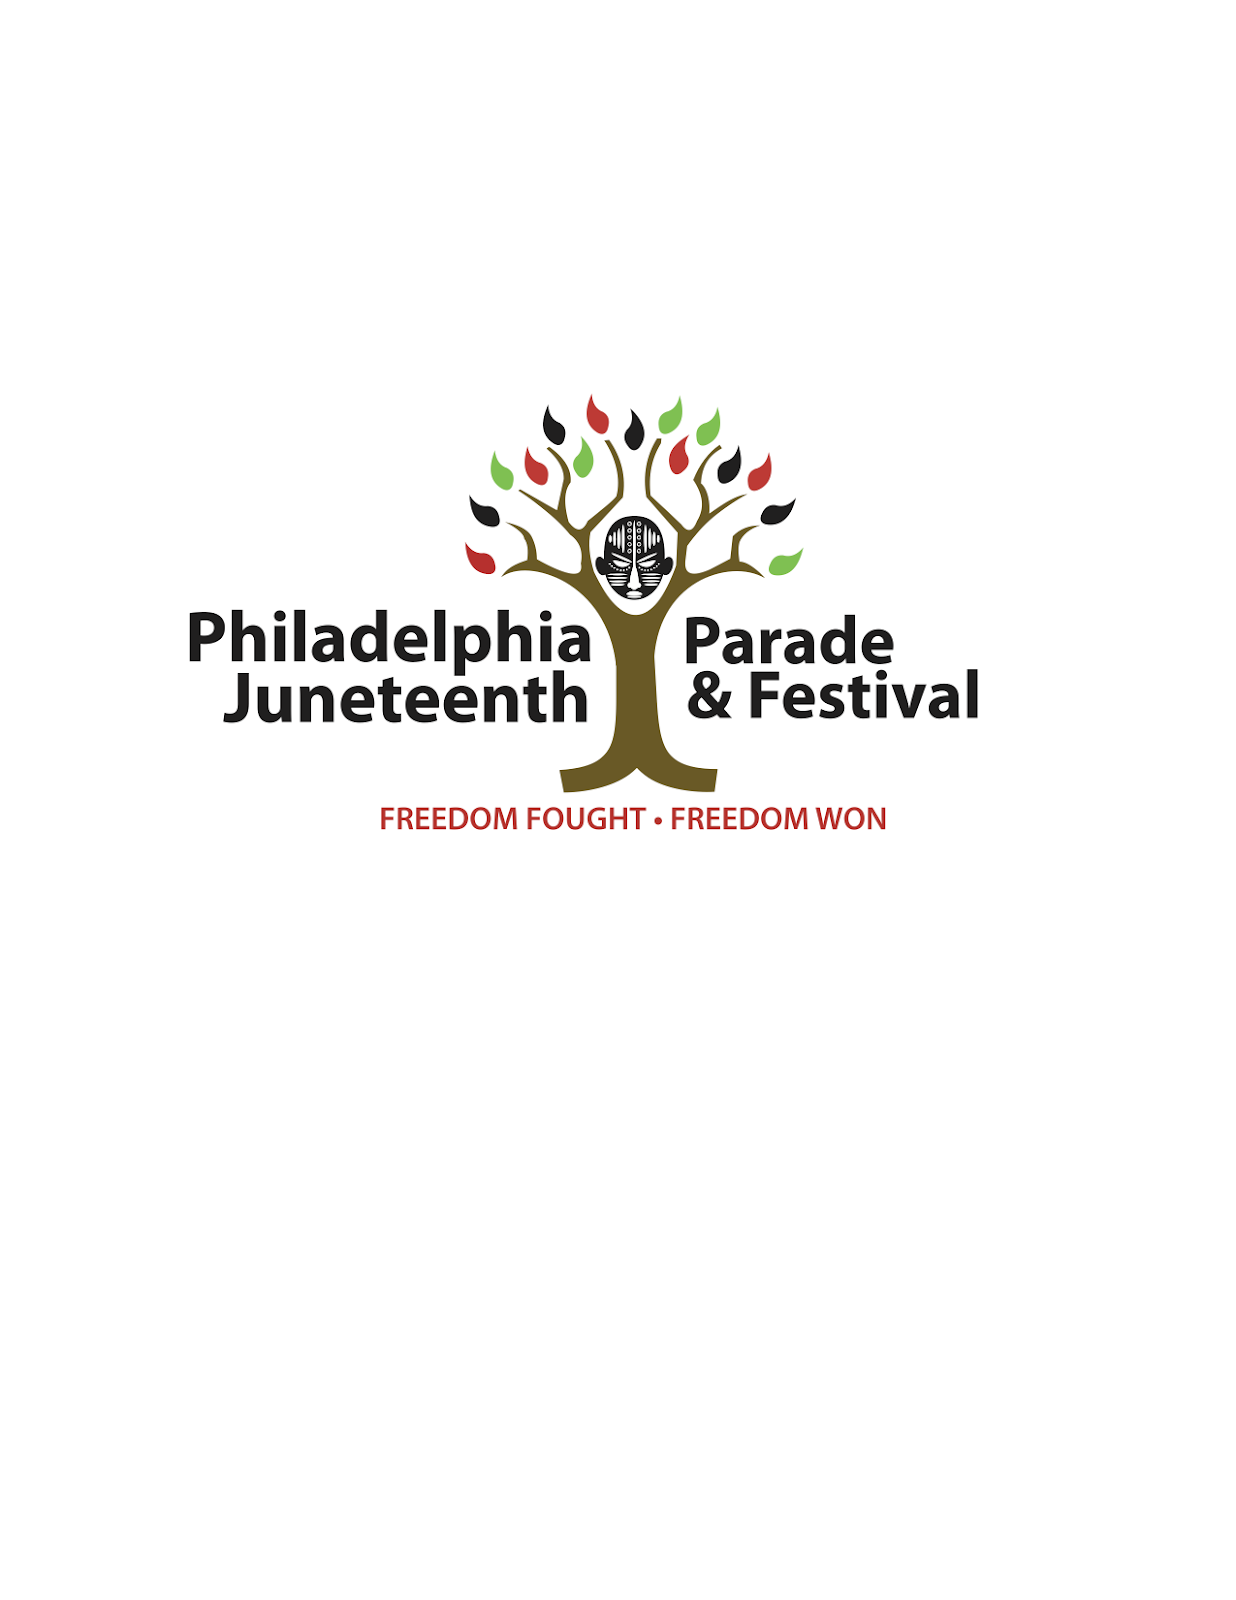 Philadelphia
Juneteenth
Parade
& Festival
FREEDOM FOUGHT • FREEDOM WON